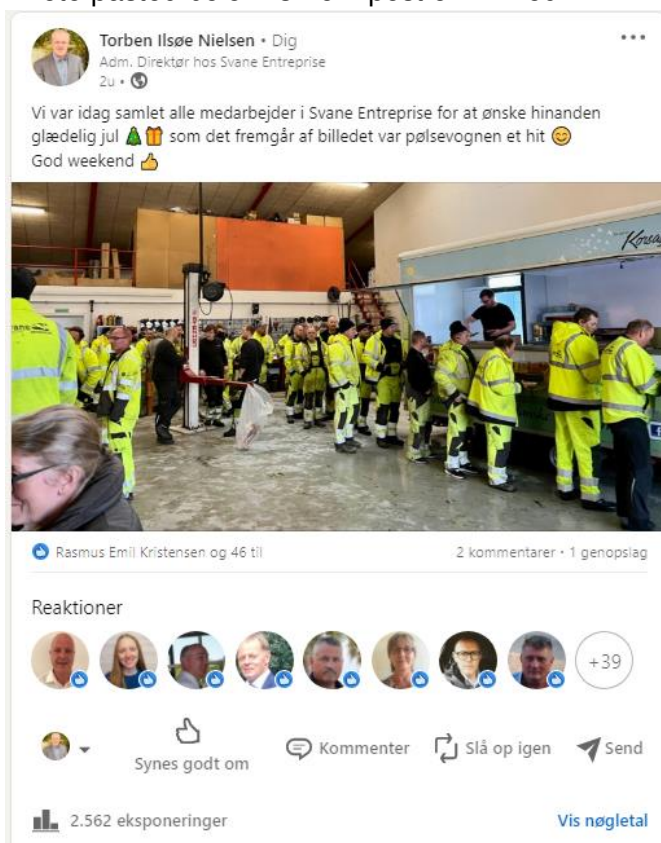 Torben Ilsøe Nielsen • Dig
Adm. Direktør hos Svane Entreprise
2u •
Vi var idag samlet alle medarbejder i Svane Entreprise for at ønske hinanden
glædelig jul 🎄🎁 som det fremgår af billedet var pølsevognen et hit 😊
God weekend 👍
Rasmus Emil Kristensen og 46 til
2 kommentarer • 1 genopslag
Reaktioner
+39
Synes godt om
Kommenter
Slå op igen
Send
2.562 eksponeringer
Vis nøgletal